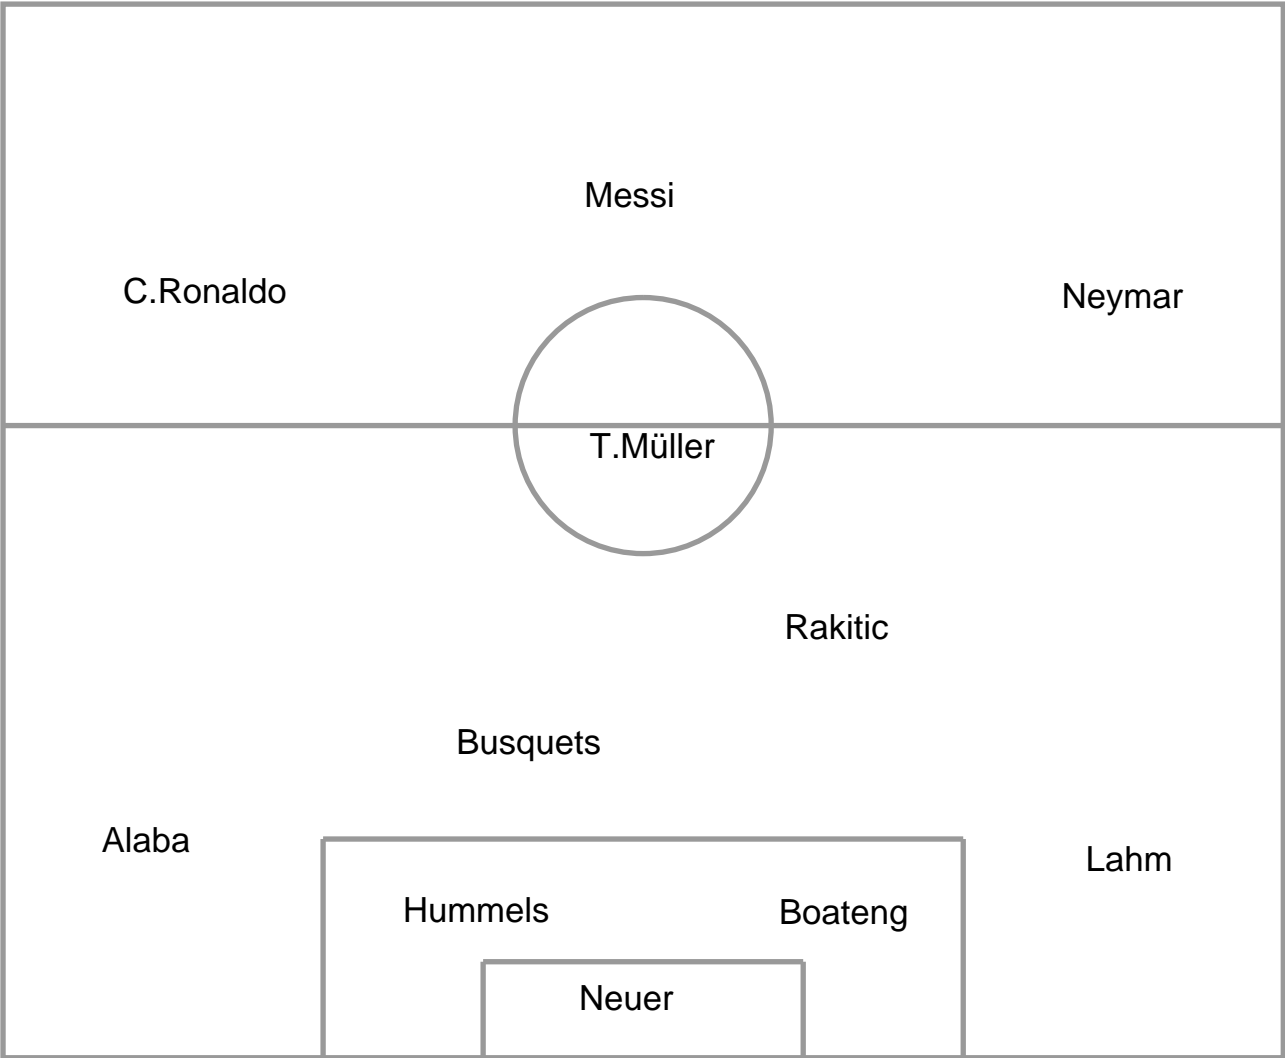 Messi
C.Ronaldo
Neymar
T.Müller
Rakitic
Busquets
Alaba
Lahm
Hummels
Boateng
Neuer